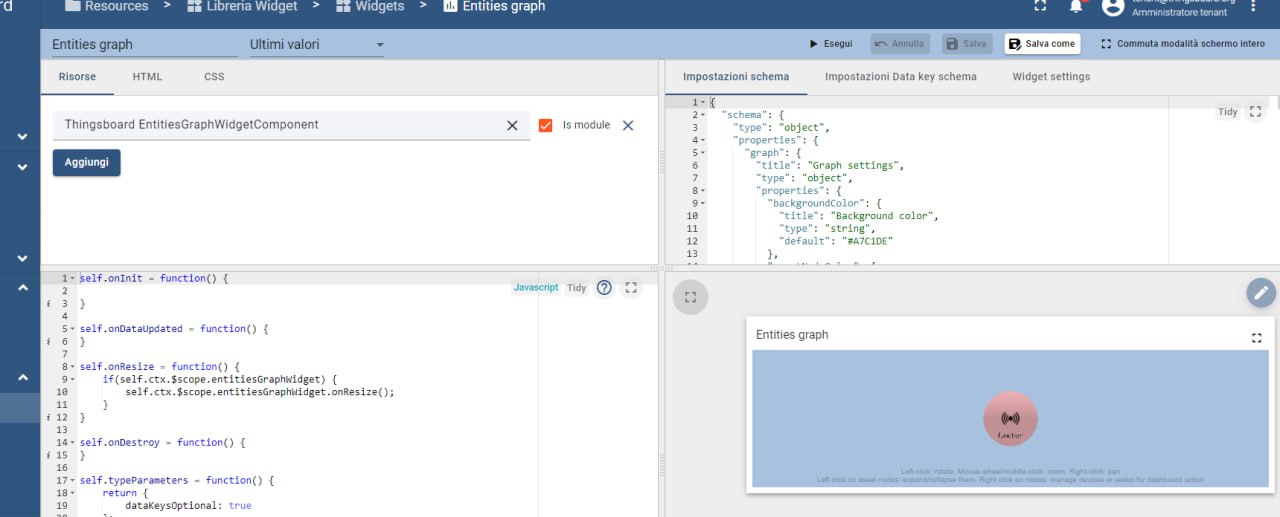 rd Resources > Libreria Widget > Widgets > Entities graph
tenant@thingsboard.org
Amministratore tenant
Entities graph Ultimi valori Esegui Annulla Salva Salva come Commuta modalità schermo intero
Risorse HTML CSS
Impostazioni schema Impostazioni Data key schema Widget settings
Thingsboard EntitiesGraphWidgetComponent Is module
Aggiungi
Tidy
1 {
2 "schema": {
3 "type": "object",
4 "properties": {
5 "graph": {
6 "title": "Graph settings",
7 "type": "object",
8 "properties": {
9 "backgroundColor": {
10 "title": "Background color",
11 "type": "string",
12 "default": "#A7C1DE"
13 },
Javascript Tidy
1 self.onInit = function() {
2
3 }
4
5 self.onDataUpdated = function() {
6 }
7
8 self.onResize = function() {
9 if(self.ctx.$scope.entitiesGraphWidget) {
10 self.ctx.$scope.entitiesGraphWidget.onResize();
11 }
12 }
13
14 self.onDestroy = function() {
15 }
16
17 self.typeParameters = function() {
18 return {
19 dataKeysOptional: true
Entities graph
function
Left-click: rotate, Mouse-wheel/middle-click: zoom, Right-click: pan
Left click on asset nodes: expand/collapse them, Right click on nodes: manage devices or select for dashboard action